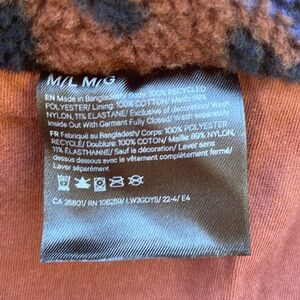 M/L M/G
EN Made in Bangladesh/ Body: 100% RECYCLED
POLYESTER/ Lining: 100% COTTON/ Mesh: 89%
NYLON, 11% ELASTANE/ Exclusive of decoration/ Wash
Inside Out With Garment Fully Closed/ Wash separately
FR Fabriqué au Bangladesh/ Corps: 100% POLYESTER
RECYCLÉ/ Doublure: 100% COTON/ Maille: 89% NYLON,
11% ÉLASTHANNE/ Sauf la décoration/ Laver sens
dessus dessous avec le vêtement complètement fermé/
Laver séparément
CA 35801/ RN 106259/ LW3GDYS/ 22-4/ E4